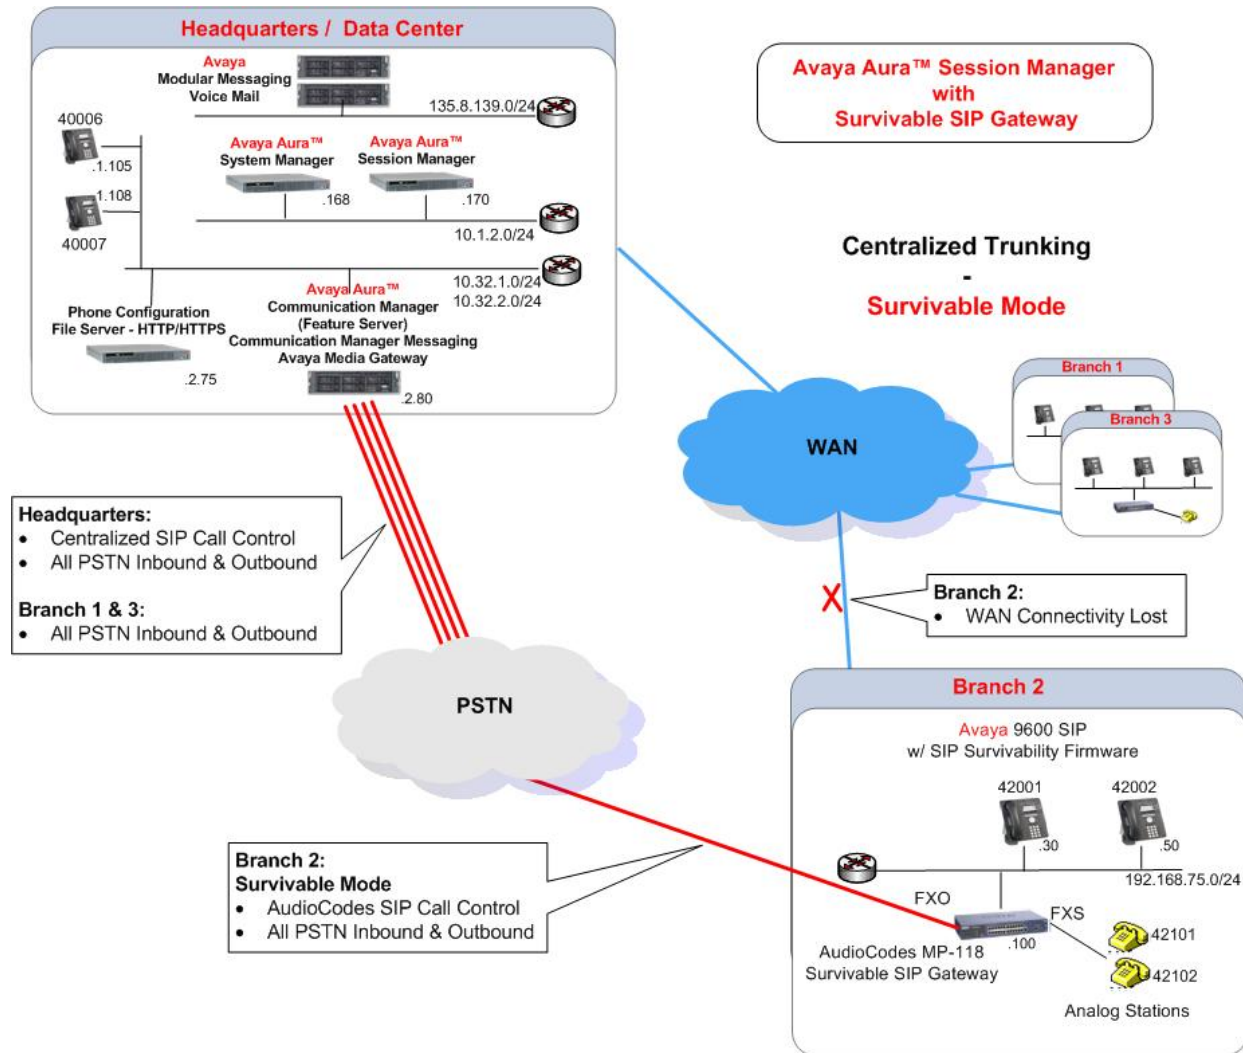 Headquarters / Data Center
Avaya
Modular Messaging
Voice Mail
135.8.139.0/24
40006
.1.105
1.108
40007
Avaya Aura™
System Manager
.168
Avaya Aura™
Session Manager
.170
10.1.2.0/24
10.32.1.0/24
10.32.2.0/24
Phone Configuration
File Server - HTTP/HTTPS
.2.75
Avaya Aura™
Communication Manager
(Feature Server)
Communication Manager Messaging
Avaya Media Gateway
.2.80
Avaya Aura™ Session Manager
with
Survivable SIP Gateway
Centralized Trunking
-
Survivable Mode
Branch 1
Branch 3
WAN
Headquarters:
• Centralized SIP Call Control
• All PSTN Inbound & Outbound
Branch 1 & 3:
• All PSTN Inbound & Outbound
X
Branch 2:
• WAN Connectivity Lost
PSTN
Branch 2:
Survivable Mode
• AudioCodes SIP Call Control
• All PSTN Inbound & Outbound
Branch 2
Avaya 9600 SIP
w/ SIP Survivability Firmware
42001
42002
.30
.50
192.168.75.0/24
FXO
FXS
.100
AudioCodes MP-118
Survivable SIP Gateway
42101
42102
Analog Stations